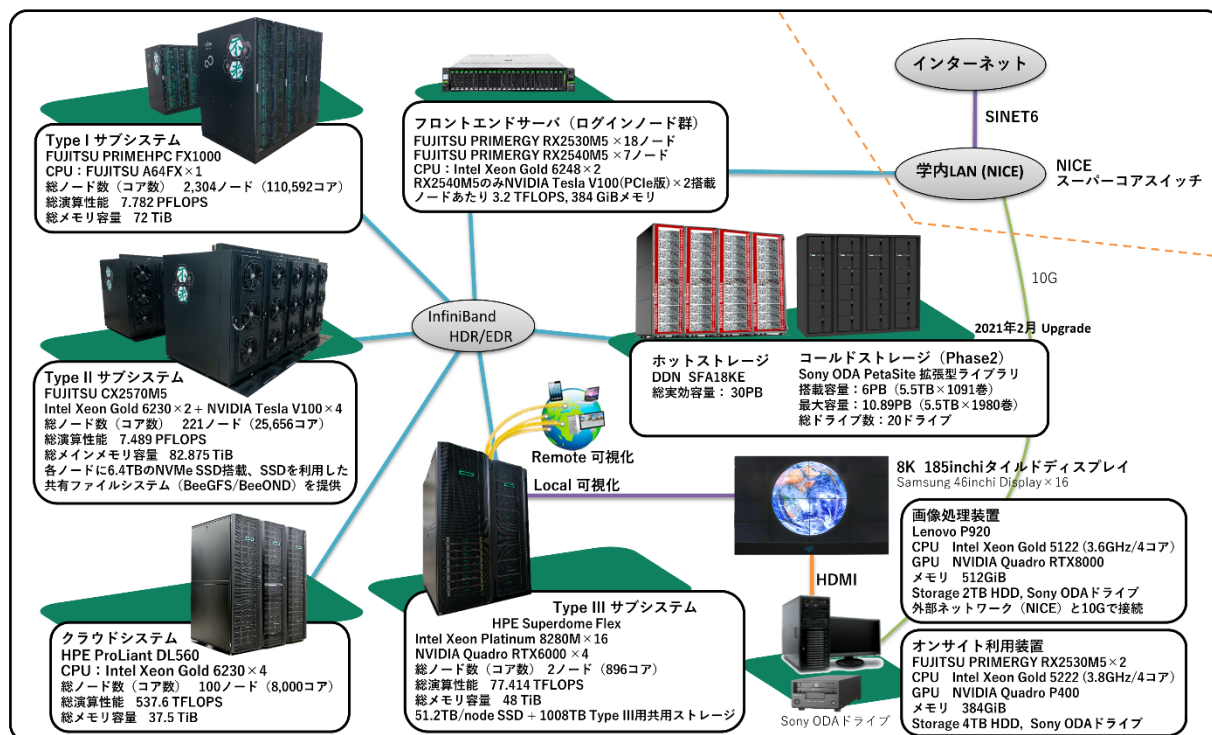 Type I サブシステム
FUJITSU PRIMEHPC FX1000
CPU：FUJITSU A64FX×1
総ノード数（コア数） 2,304ノード（110,592コア）
総演算性能 7.782 PFLOPS
総メモリ容量 72 TiB
フロントエンドサーバ（ログインノード群）
FUJITSU PRIMERGY RX2530M5 ×18ノード
FUJITSU PRIMERGY RX2540M5 ×7ノード
CPU：Intel Xeon Gold 6248×2
RX2540M5のみNVIDIA Tesla V100(PCIe版)×2搭載
ノードあたり 3.2 TFLOPS, 384 GiBメモリ
インターネット
SINET6
学内LAN (NICE)
NICE
スーパーコアスイッチ
10G
InfiniBand
HDR/EDR
2021年2月 Upgrade
ホットストレージ
DDN SFA18KE
総実効容量： 30PB
コールドストレージ（Phase2）
Sony ODA PetaSite 拡張型ライブラリ
搭載容量：6PB（5.5TB×1091巻）
最大容量：10.89PB（5.5TB×1980巻）
総ドライブ数：20ドライブ
Type II サブシステム
FUJITSU CX2570M5
Intel Xeon Gold 6230×2 + NVIDIA Tesla V100×4
総ノード数（コア数） 221ノード（25,656コア）
総演算性能 7.489 PFLOPS
総メインメモリ容量 82.875 TiB
各ノードに6.4TBのNVMe SSD搭載、SSDを利用した
共有ファイルシステム（BeeGFS/BeeOND）を提供
Remote 可視化
Local 可視化
8K 185inchiタイルドディスプレイ
Samsung 46inchi Display×16
画像処理装置
Lenovo P920
CPU Intel Xeon Gold 5122 (3.6GHz/4コア)
GPU NVIDIA Quadro RTX8000
メモリ 512GiB
Storage 2TB HDD, Sony ODAドライブ
外部ネットワーク（NICE）と10Gで接続
HDMI
クラウドシステム
HPE ProLiant DL560
CPU：Intel Xeon Gold 6230×4
総ノード数（コア数） 100ノード（8,000コア）
総演算性能 537.6 TFLOPS
総メモリ容量 37.5 TiB
Type III サブシステム
HPE Superdome Flex
Intel Xeon Platinum 8280M×16
NVIDIA Quadro RTX6000 ×4
総ノード数（コア数） 2ノード（896コア）
総演算性能 77.414 TFLOPS
総メモリ容量 48 TiB
51.2TB/node SSD + 1008TB Type III用共用ストレージ
オンサイト利用装置
FUJITSU PRIMERGY RX2530M5×2
CPU Intel Xeon Gold 5222 (3.8GHz/4コア)
GPU NVIDIA Quadro P400
メモリ 384GiB
Storage 4TB HDD, Sony ODAドライブ
Sony ODAドライブ